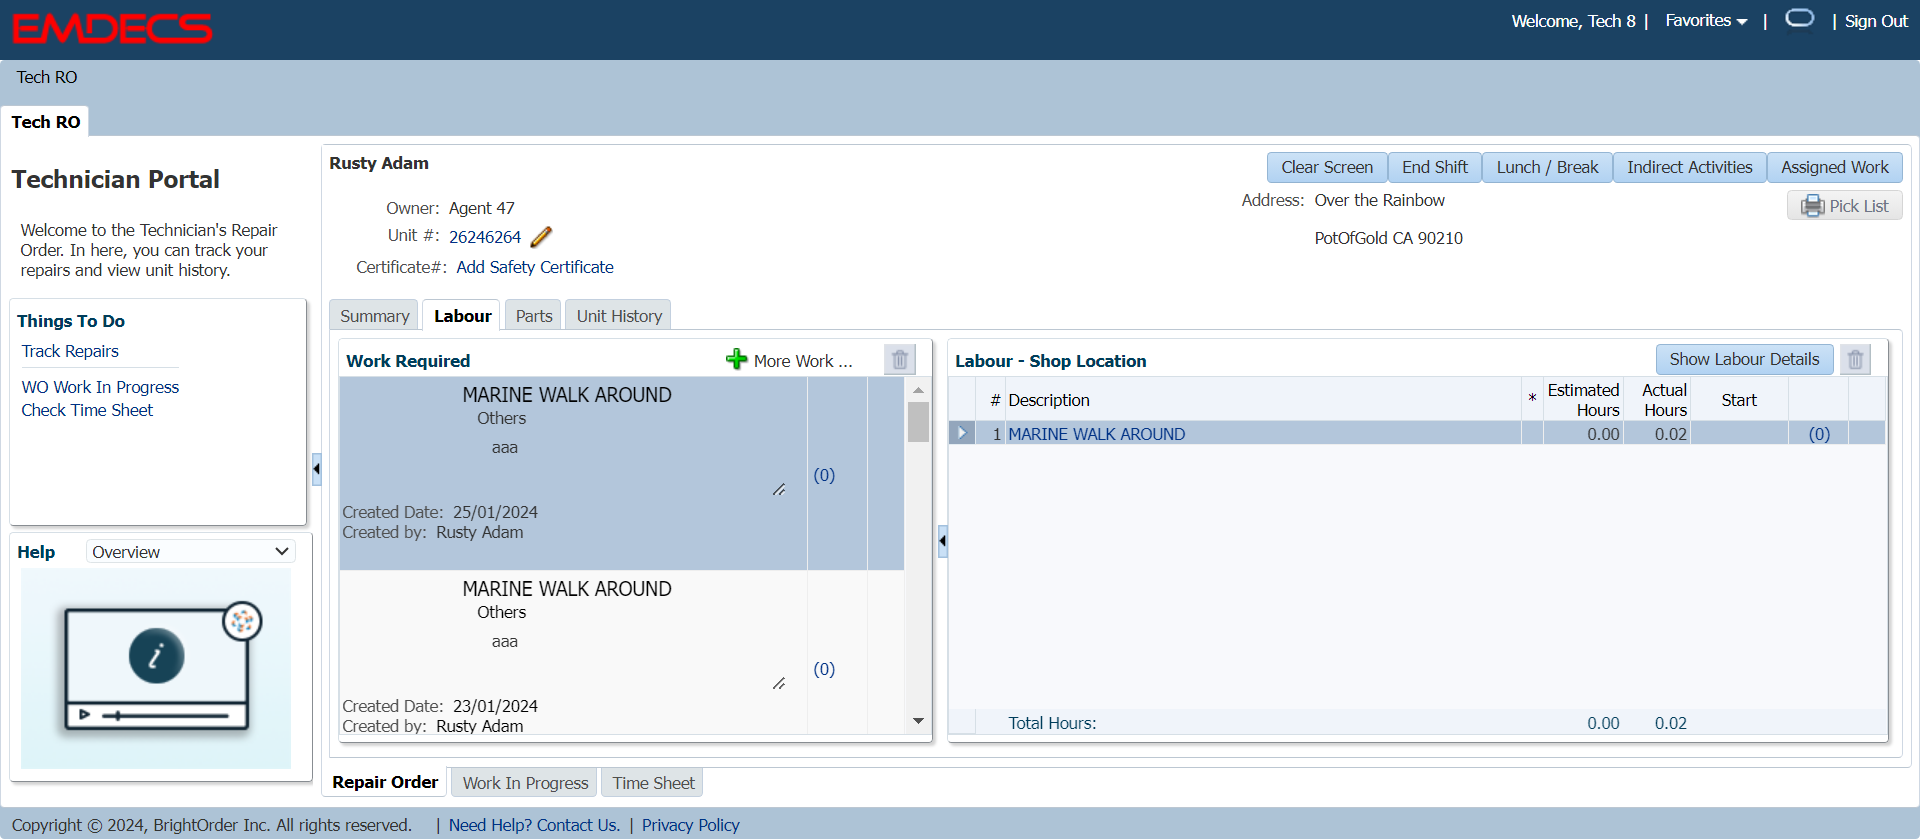 EMDECS
Welcome, Tech 8 | Favorites | | Sign Out
Tech RO
Tech RO
Technician Portal
Welcome to the Technician's Repair
Order. In here, you can track your
repairs and view unit history.
Things To Do
Track Repairs
WO Work In Progress
Check Time Sheet
Help Overview
i
Rusty Adam
Clear Screen End Shift Lunch / Break Indirect Activities Assigned Work
Owner: Agent 47
Unit #: 26246264
Certificate#: Add Safety Certificate
Address: Over the Rainbow
PotOfGold CA 90210
Pick List
Summary Labour Parts Unit History
Work Required More Work ...
MARINE WALK AROUND
Others
aaa
(0)
Created Date: 25/01/2024
Created by: Rusty Adam
MARINE WALK AROUND
Others
aaa
(0)
Created Date: 23/01/2024
Created by: Rusty Adam
Labour - Shop Location Show Labour Details
# Description * Estimated Hours Actual Hours Start
1 MARINE WALK AROUND 0.00 0.02 (0)
Total Hours: 0.00 0.02
Repair Order Work In Progress Time Sheet
Copyright © 2024, BrightOrder Inc. All rights reserved. | Need Help? Contact Us. | Privacy Policy